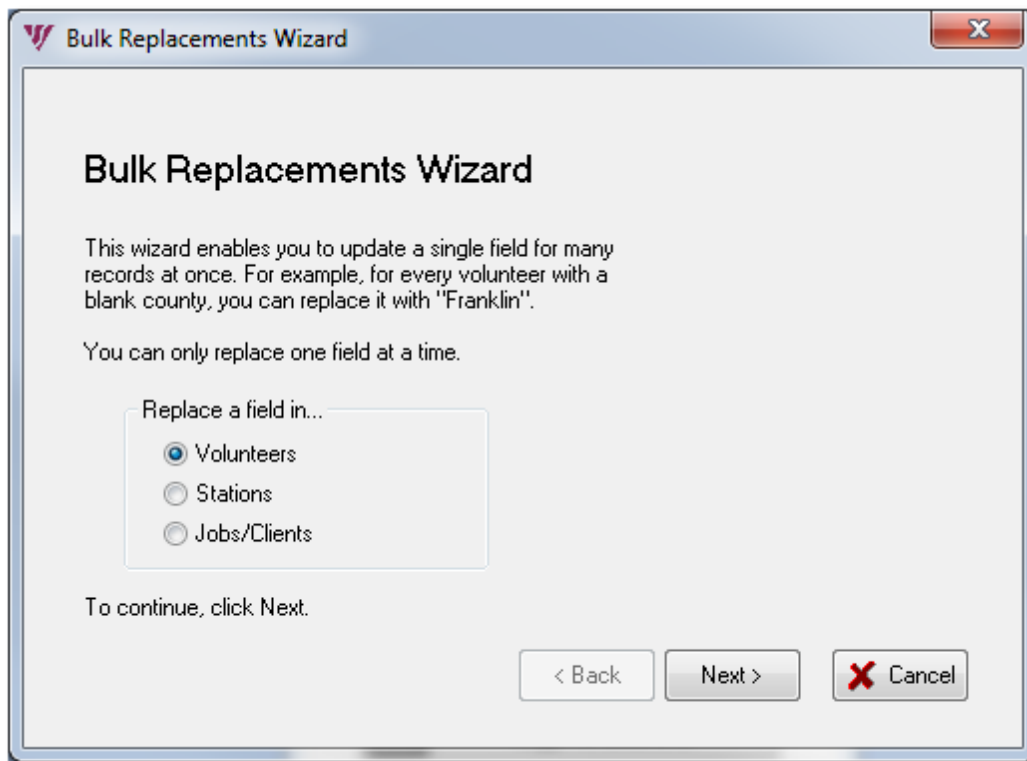 Bulk Replacements Wizard
Bulk Replacements Wizard
This wizard enables you to update a single field for many
records at once. For example, for every volunteer with a
blank county, you can replace it with "Franklin".
You can only replace one field at a time.
Replace a field in...
Volunteers
Stations
Jobs/Clients
To continue, click Next.
< Back Next > Cancel